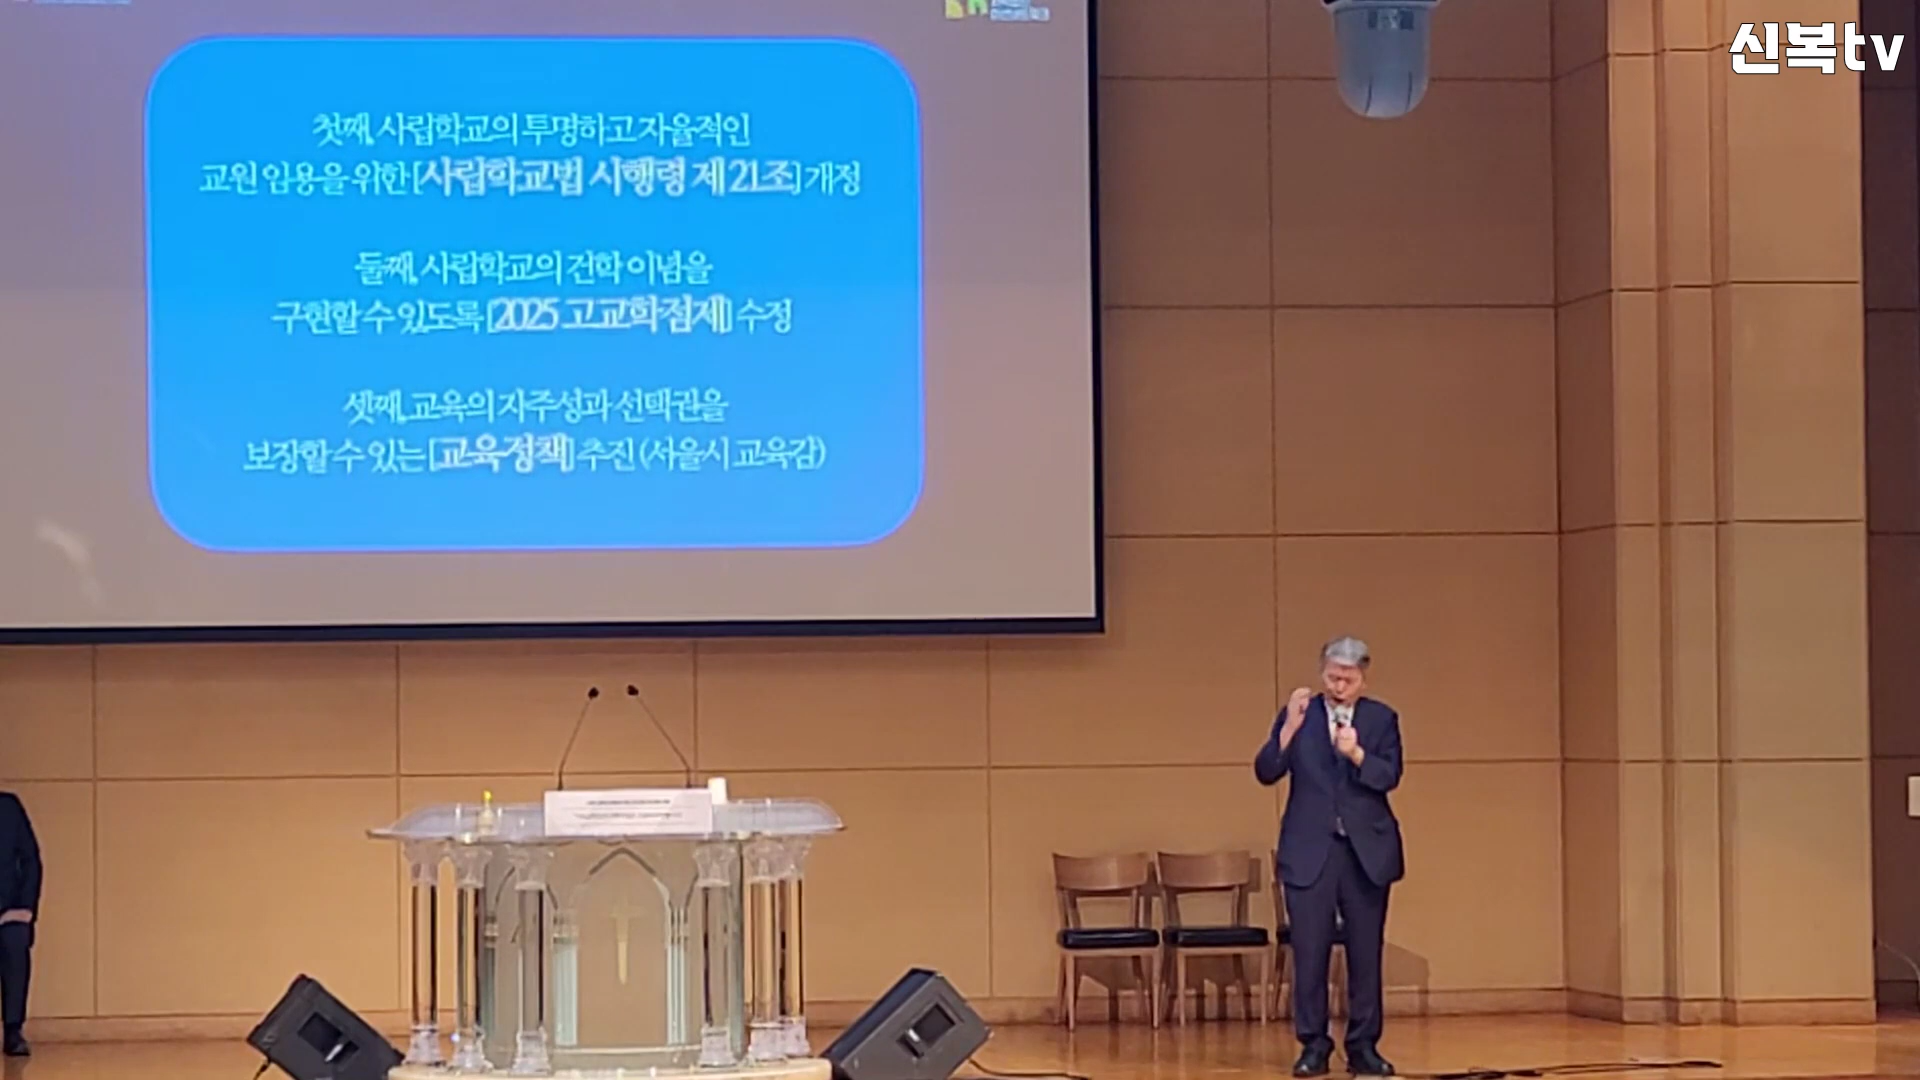 신복tv
첫째, 사립학교의 투명하고 자율적인
교원 임용을 위한 [사립학교법 시행령 제 21조] 개정
둘째, 사립학교의 건학 이념을
구현할 수 있도록 [2025 고교학점제] 수정
셋째, 교육의 자주성과 선택권을
보장할 수 있는 [교육정책] 추진 (서울시 교육감)